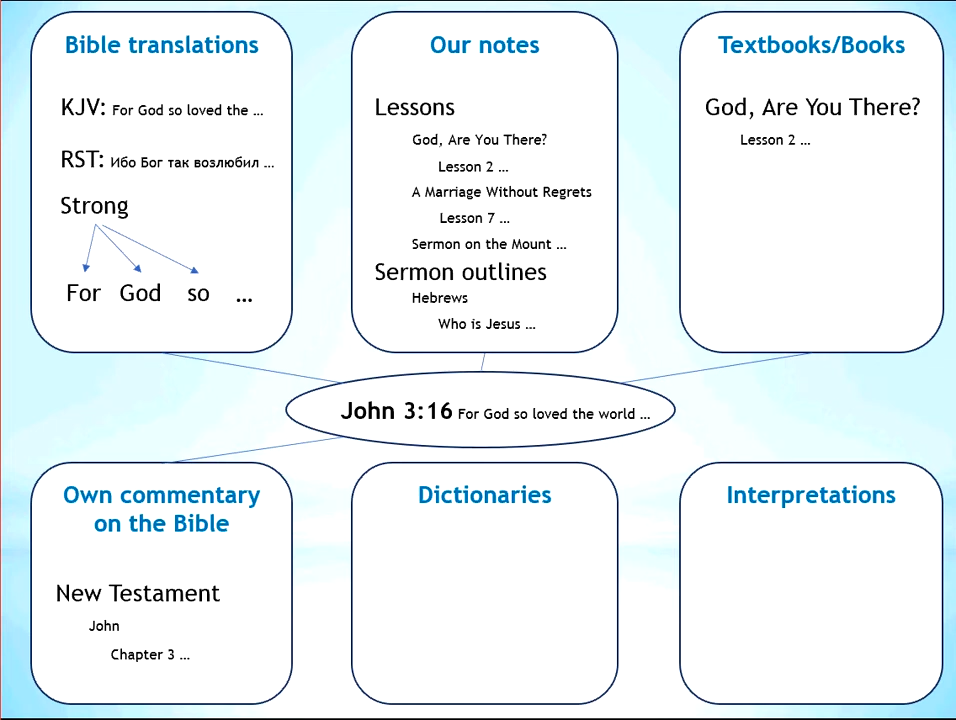 Bible translations
KJV: For God so loved the …
RST: Ибо Бог так возлюбил …
Strong
For God so …
Our notes
Lessons
God, Are You There?
Lesson 2 …
A Marriage Without Regrets
Lesson 7 …
Sermon on the Mount …
Sermon outlines
Hebrews
Who is Jesus …
Textbooks/Books
God, Are You There?
Lesson 2 …
John 3:16 For God so loved the world …
Own commentary
on the Bible
New Testament
John
Chapter 3 …
Dictionaries
Interpretations